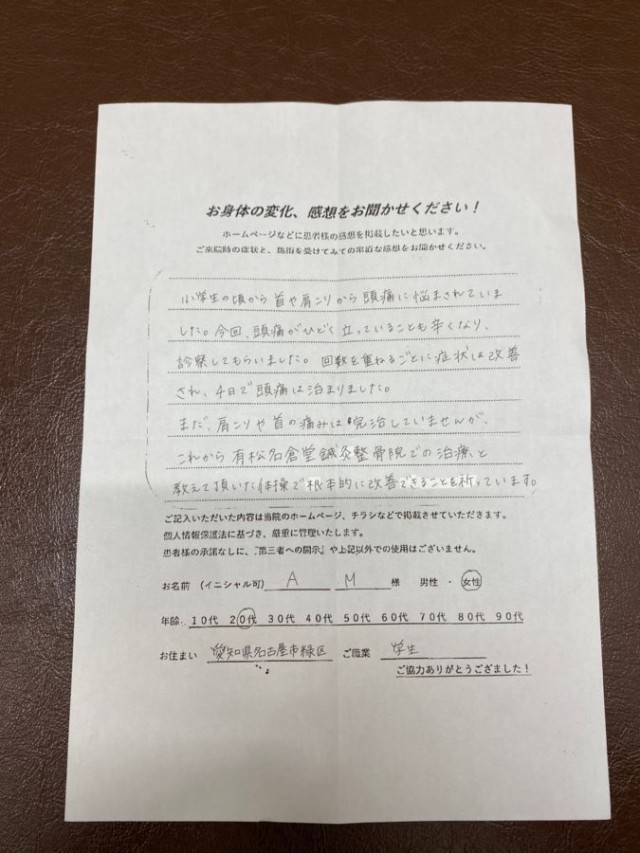 お身体の変化、感想をお聞かせください！
ホームページなどに患者様の感想を掲載したいと思います。
ご来院時の症状と、施術を受けてみての率直な感想をお聞かせください。
小学生の頃から首や肩こりから頭痛に悩まされていま
した。今回、頭痛がひどく立っていることも辛くなり、
診察してもらいました。回数を重ねるごとに症状は改善
され、4日で頭痛は治まりました。
まだ、肩こりや首の痛みは完治していませんが、
これから有松名倉堂鍼灸整骨院での治療と
教えて頂いた体操で根本的に改善できることを祈っています。
ご記入いただいた内容は当院のホームページ、チラシなどで掲載させていただきます。
個人情報保護法に基づき、厳重に管理いたします。
患者様の承諾なしに、『第三者への開示』や上記以外での使用はございません。
お名前 (イニシャル可) A M 様 男性 ・ 女性
年齢: 10代 20代 30代 40代 50代 60代 70代 80代 90代
お住まい 愛知県名古屋市緑区 ご職業 学生
ご協力ありがとうござました！